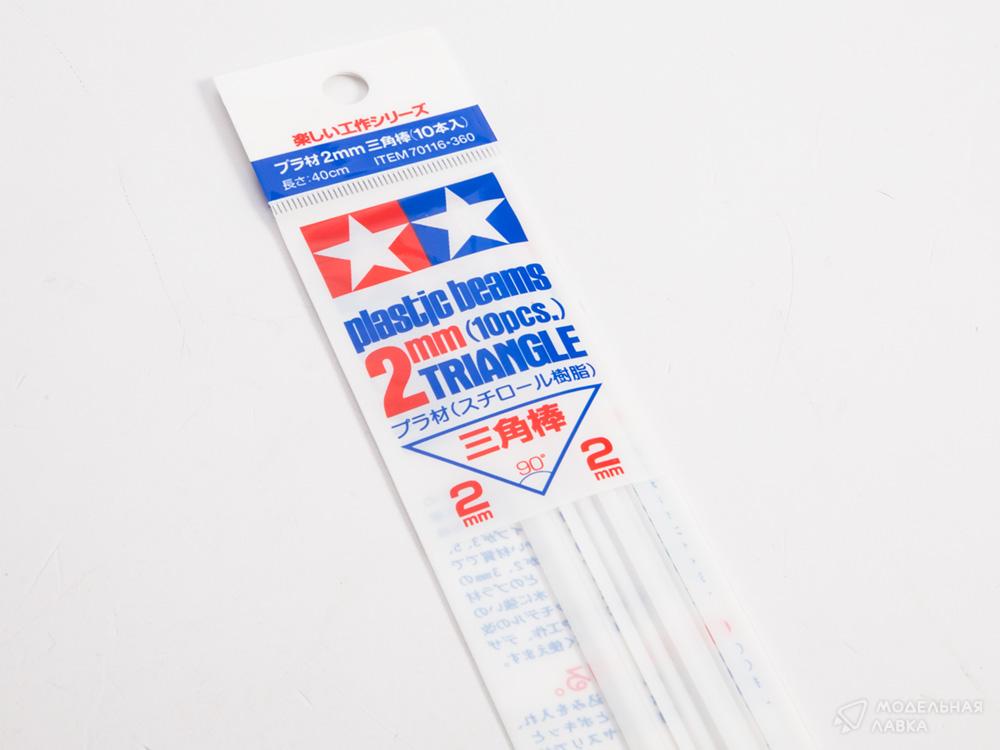 楽しい工作シリーズ
プラ材2mm三角棒(10本入)
長さ:40cm ITEM 70116•360
plastic beams
2mm(10pcs.)
TRIANGLE
プラ材(スチロール樹脂)
三角棒
90°
2mm
2mm
МОДЕЛЬНАЯ
ЛАВКА